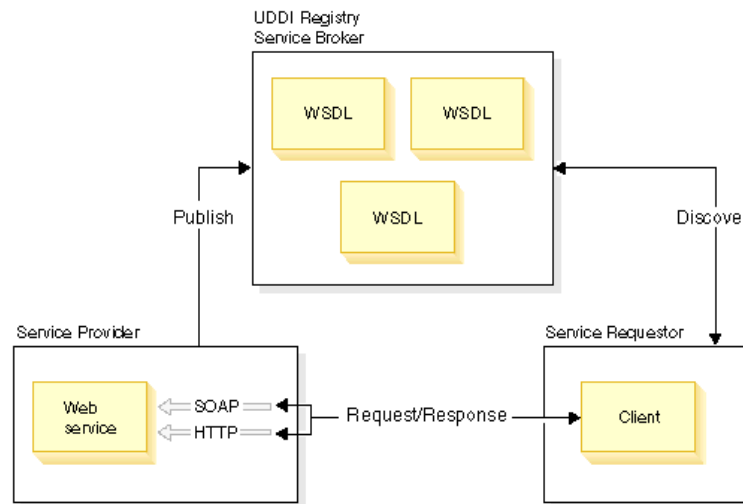 UDDI Registry
Service Broker
WSDL
WSDL
WSDL
Publish
Discover
Service Provider
Service Requestor
Web
service
SOAP
HTTP
Request/Response
Client